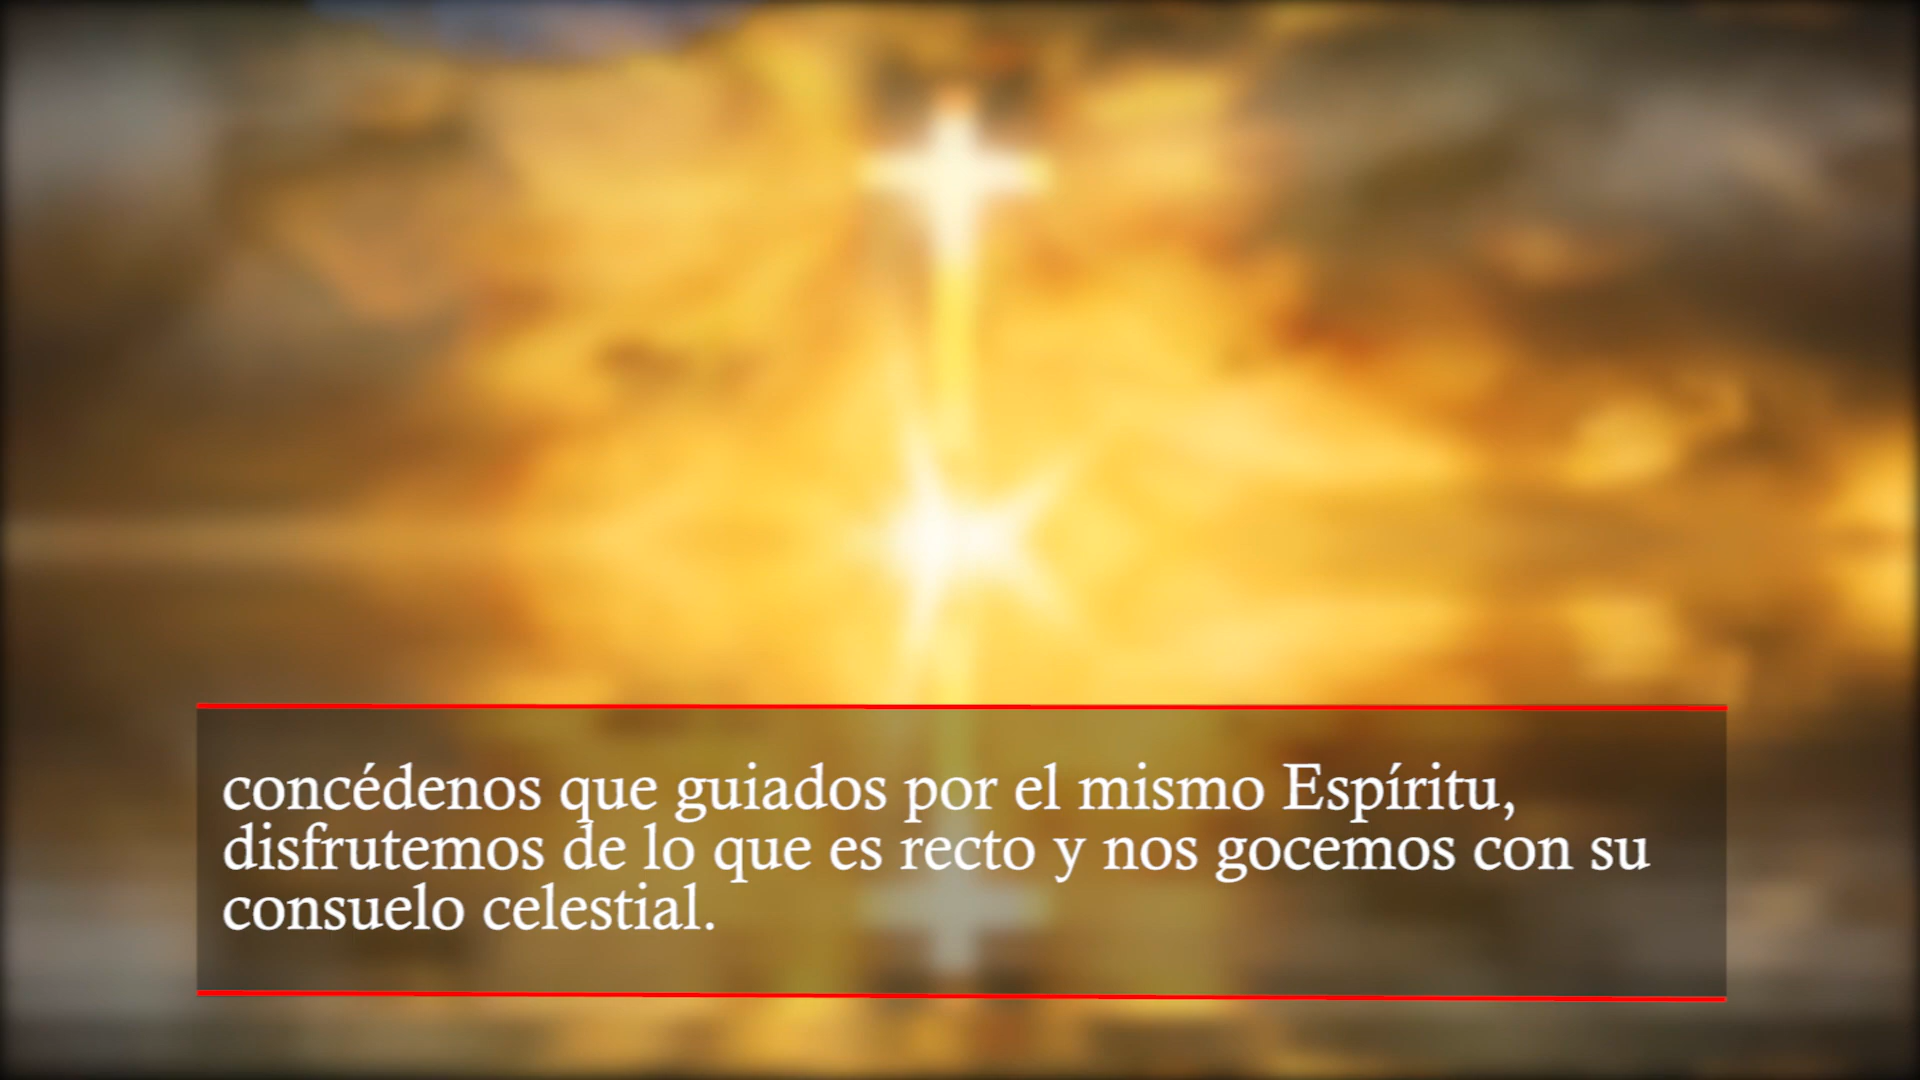 concédenos que guiados por el mismo Espíritu,
disfrutemos de lo que es recto y nos gocemos con su
consuelo celestial.